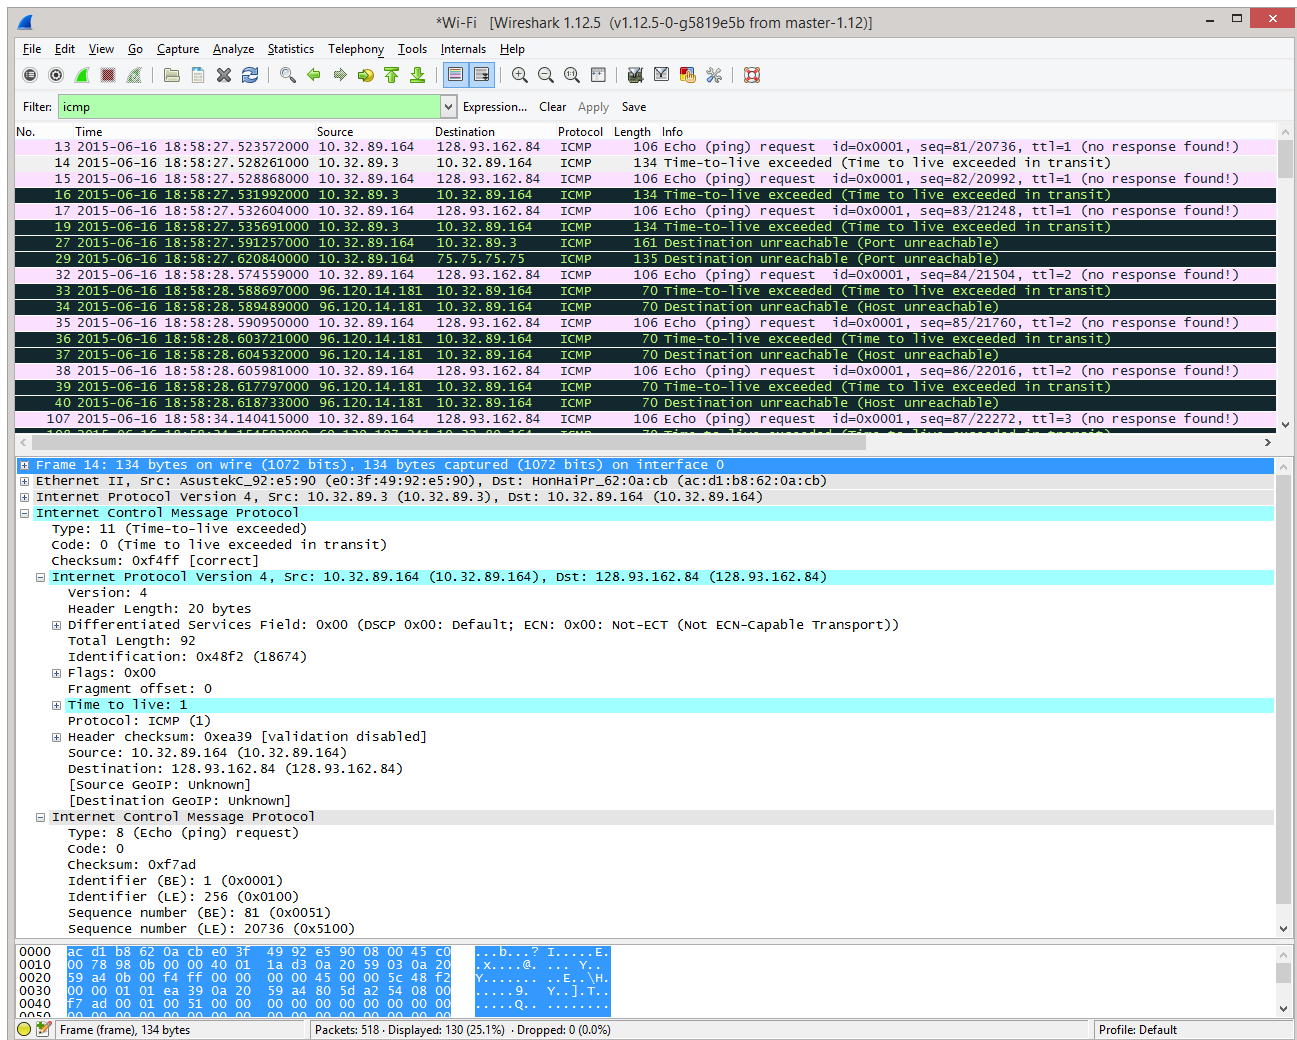 *Wi-Fi   [Wireshark 1.12.5  (v1.12.5-0-g5819e5b from master-1.12)]
File Edit View Go Capture Analyze Statistics Telephony Tools Internals Help
Filter: icmp Expression... Clear Apply Save
No. Time Source Destination Protocol Length Info
13 2015-06-16 18:58:27.523572000 10.32.89.164 128.93.162.84 ICMP 106 Echo (ping) request  id=0x0001, seq=81/20736, ttl=1 (no response found!)
14 2015-06-16 18:58:27.528261000 10.32.89.3 10.32.89.164 ICMP 134 Time-to-live exceeded (Time to live exceeded in transit)
15 2015-06-16 18:58:27.528868000 10.32.89.164 128.93.162.84 ICMP 106 Echo (ping) request  id=0x0001, seq=82/20992, ttl=1 (no response found!)
16 2015-06-16 18:58:27.531992000 10.32.89.3 10.32.89.164 ICMP 134 Time-to-live exceeded (Time to live exceeded in transit)
17 2015-06-16 18:58:27.532604000 10.32.89.164 128.93.162.84 ICMP 106 Echo (ping) request  id=0x0001, seq=83/21248, ttl=1 (no response found!)
19 2015-06-16 18:58:27.535691000 10.32.89.3 10.32.89.164 ICMP 134 Time-to-live exceeded (Time to live exceeded in transit)
27 2015-06-16 18:58:27.591257000 10.32.89.164 10.32.89.3 ICMP 161 Destination unreachable (Port unreachable)
29 2015-06-16 18:58:27.620840000 10.32.89.164 75.75.75.75 ICMP 135 Destination unreachable (Port unreachable)
32 2015-06-16 18:58:28.574559000 10.32.89.164 128.93.162.84 ICMP 106 Echo (ping) request  id=0x0001, seq=84/21504, ttl=2 (no response found!)
33 2015-06-16 18:58:28.588697000 96.120.14.181 10.32.89.164 ICMP 70 Time-to-live exceeded (Time to live exceeded in transit)
34 2015-06-16 18:58:28.589489000 96.120.14.181 10.32.89.164 ICMP 70 Destination unreachable (Host unreachable)
35 2015-06-16 18:58:28.590950000 10.32.89.164 128.93.162.84 ICMP 106 Echo (ping) request  id=0x0001, seq=85/21760, ttl=2 (no response found!)
36 2015-06-16 18:58:28.603721000 96.120.14.181 10.32.89.164 ICMP 70 Time-to-live exceeded (Time to live exceeded in transit)
37 2015-06-16 18:58:28.604532000 96.120.14.181 10.32.89.164 ICMP 70 Destination unreachable (Host unreachable)
38 2015-06-16 18:58:28.605981000 10.32.89.164 128.93.162.84 ICMP 106 Echo (ping) request  id=0x0001, seq=86/22016, ttl=2 (no response found!)
39 2015-06-16 18:58:28.617797000 96.120.14.181 10.32.89.164 ICMP 70 Time-to-live exceeded (Time to live exceeded in transit)
40 2015-06-16 18:58:28.618733000 96.120.14.181 10.32.89.164 ICMP 70 Destination unreachable (Host unreachable)
107 2015-06-16 18:58:34.140415000 10.32.89.164 128.93.162.84 ICMP 106 Echo (ping) request  id=0x0001, seq=87/22272, ttl=3 (no response found!)
Frame 14: 134 bytes on wire (1072 bits), 134 bytes captured (1072 bits) on interface 0
Ethernet II, Src: AsustekC_92:e5:90 (e0:3f:49:92:e5:90), Dst: HonHaiPr_62:0a:cb (ac:d1:b8:62:0a:cb)
Internet Protocol Version 4, Src: 10.32.89.3 (10.32.89.3), Dst: 10.32.89.164 (10.32.89.164)
Internet Control Message Protocol
Type: 11 (Time-to-live exceeded)
Code: 0 (Time to live exceeded in transit)
Checksum: 0xf4ff [correct]
Internet Protocol Version 4, Src: 10.32.89.164 (10.32.89.164), Dst: 128.93.162.84 (128.93.162.84)
Version: 4
Header Length: 20 bytes
Differentiated Services Field: 0x00 (DSCP 0x00: Default; ECN: 0x00: Not-ECT (Not ECN-Capable Transport))
Total Length: 92
Identification: 0x48f2 (18674)
Flags: 0x00
Fragment offset: 0
Time to live: 1
Protocol: ICMP (1)
Header checksum: 0xea39 [validation disabled]
Source: 10.32.89.164 (10.32.89.164)
Destination: 128.93.162.84 (128.93.162.84)
[Source GeoIP: Unknown]
[Destination GeoIP: Unknown]
Internet Control Message Protocol
Type: 8 (Echo (ping) request)
Code: 0
Checksum: 0xf7ad
Identifier (BE): 1 (0x0001)
Identifier (LE): 256 (0x0100)
Sequence number (BE): 81 (0x0051)
Sequence number (LE): 20736 (0x5100)
0000 ac d1 b8 62 0a cb e0 3f  49 92 e5 90 08 00 45 c0 ...b...? I.....E.
0010 00 78 98 0b 00 00 40 01  1a d3 0a 20 59 03 0a 20 .x....@. ... Y..
0020 59 a4 0b 00 f4 ff 00 00  00 00 45 00 00 5c 48 f2 Y....... ..E..\H.
0030 00 00 01 01 ea 39 0a 20  59 a4 80 5d a2 54 08 00 .....9.  Y..].T..
0040 f7 ad 00 01 00 51 00 00  00 00 00 00 00 00 00 00 .....Q.. ........
Frame (frame), 134 bytes Packets: 518 · Displayed: 130 (25.1%) · Dropped: 0 (0.0%) Profile: Default